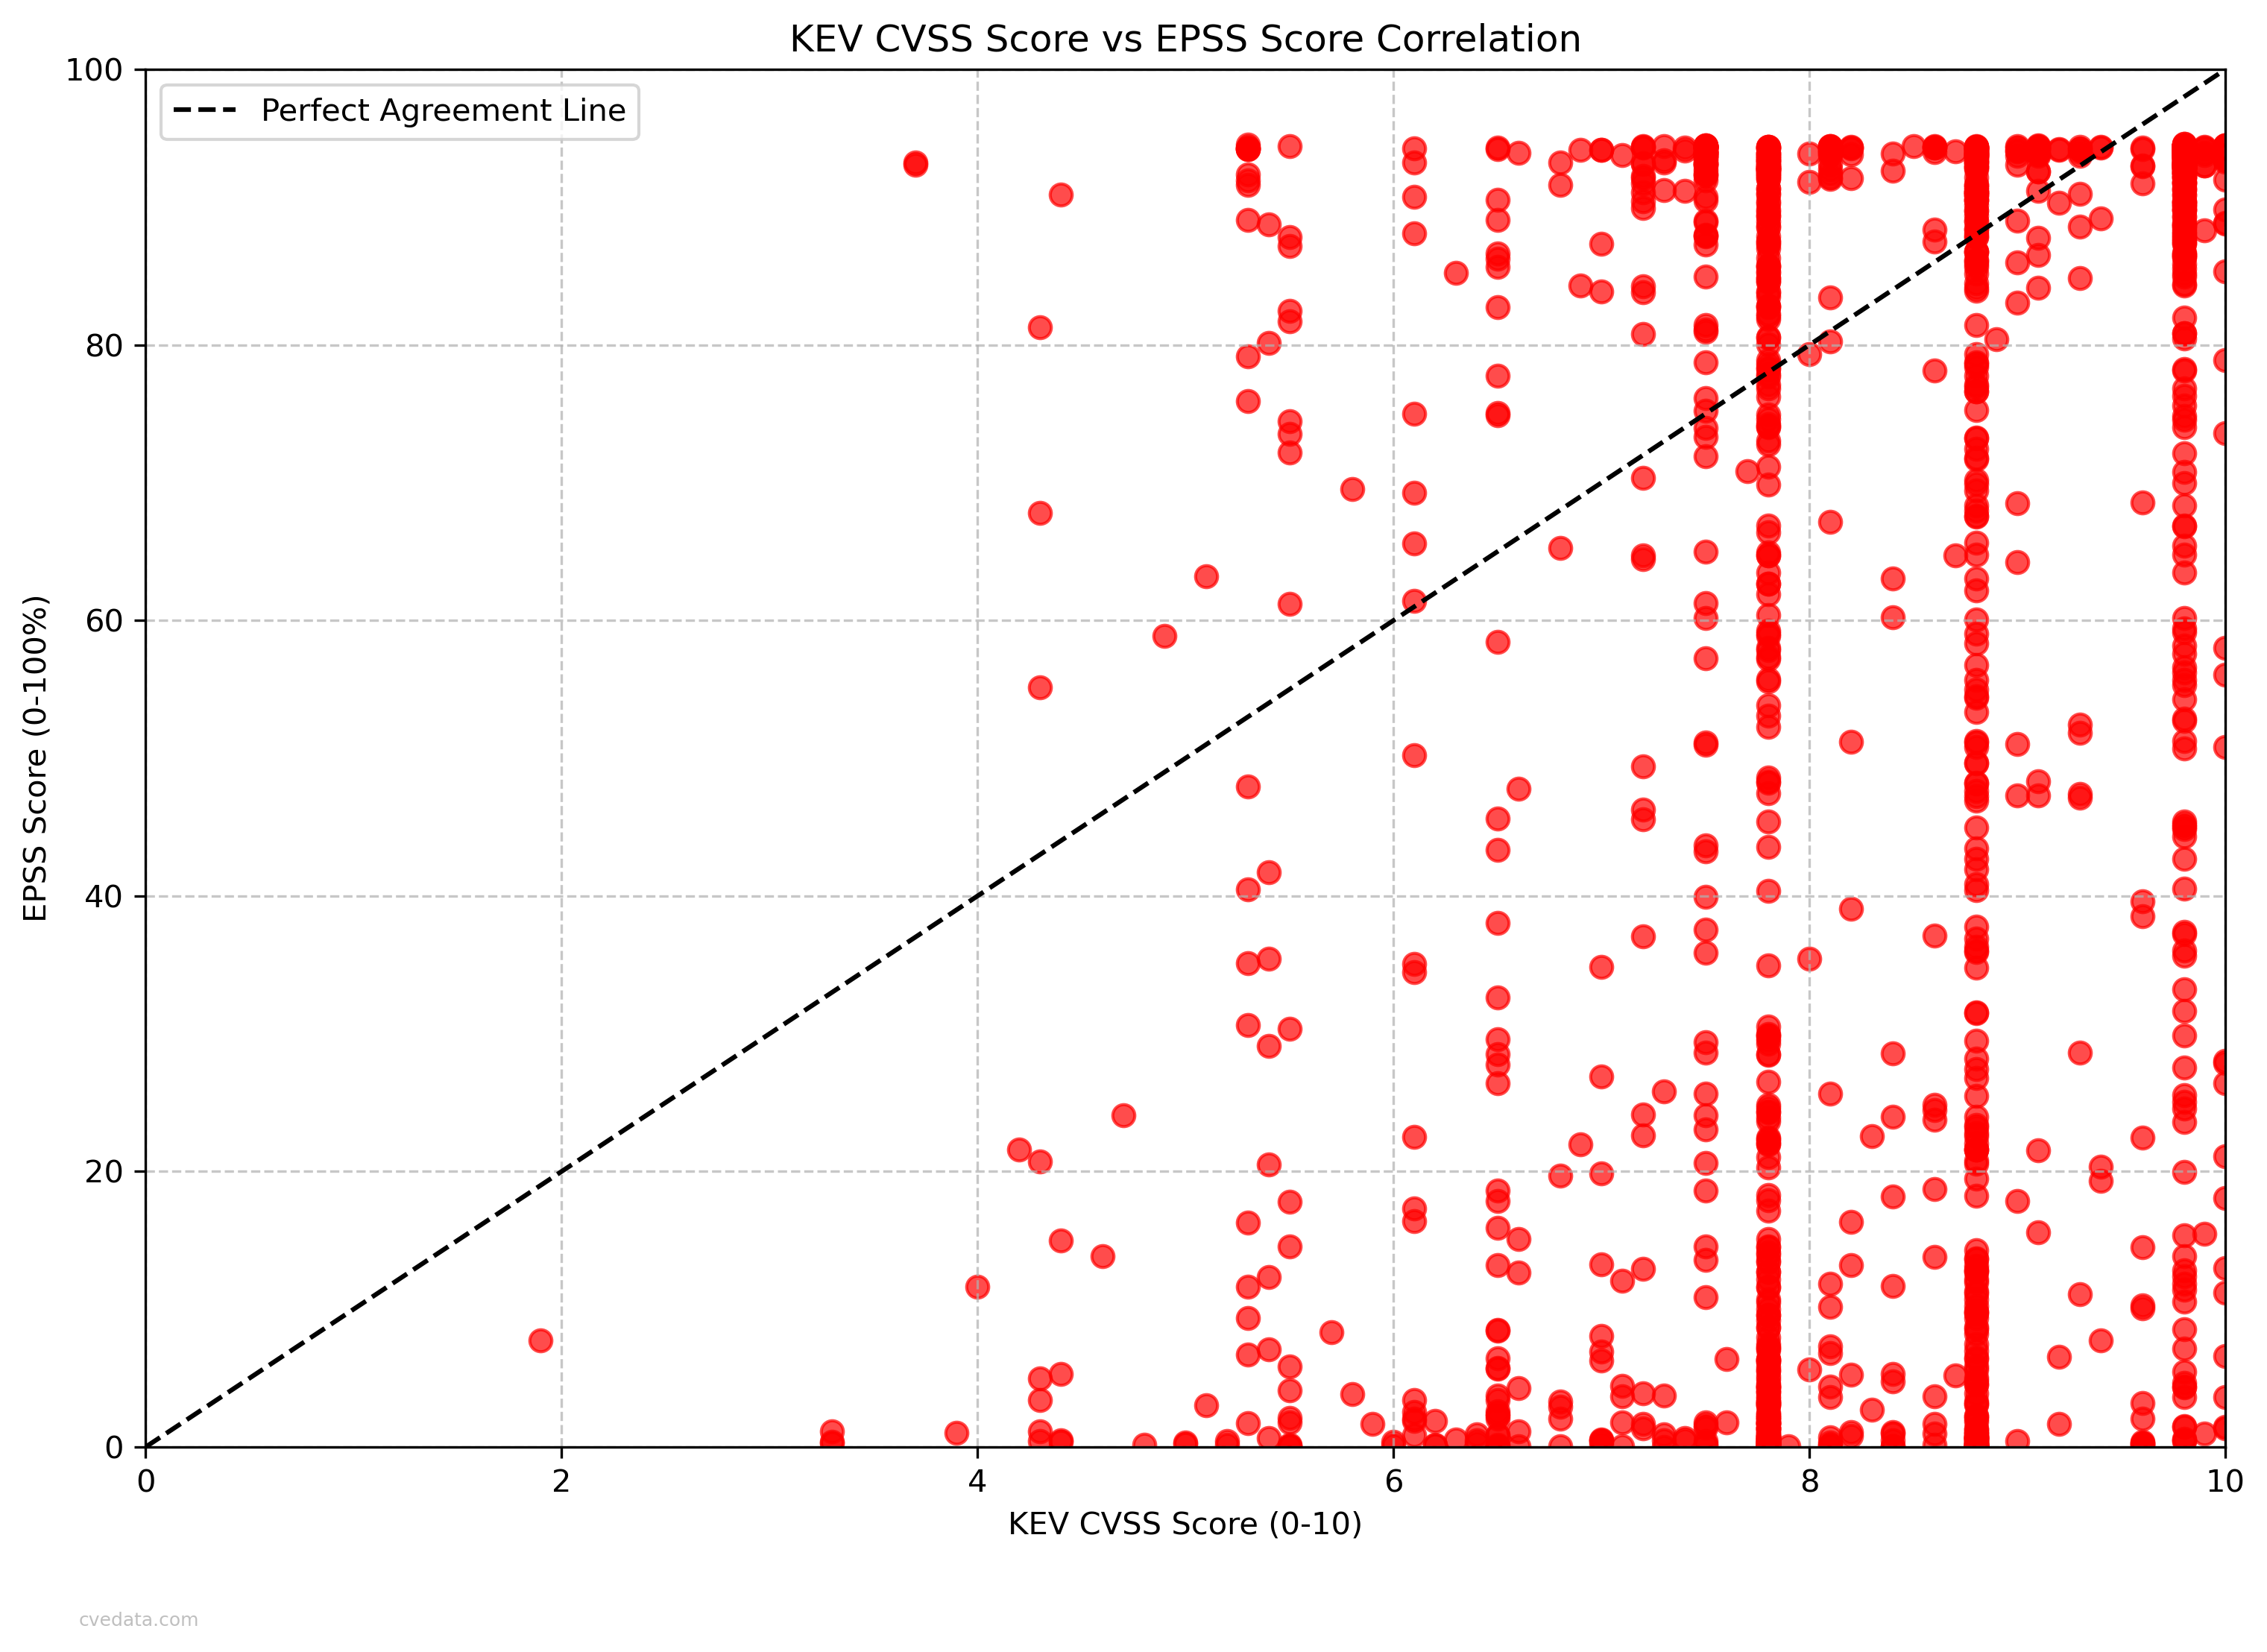 KEV CVSS Score vs EPSS Score Correlation
Perfect Agreement Line
EPSS Score (0-100%)
100
80
60
40
20
0
0 2 4 6 8 10
KEV CVSS Score (0-10)
cvedata.com